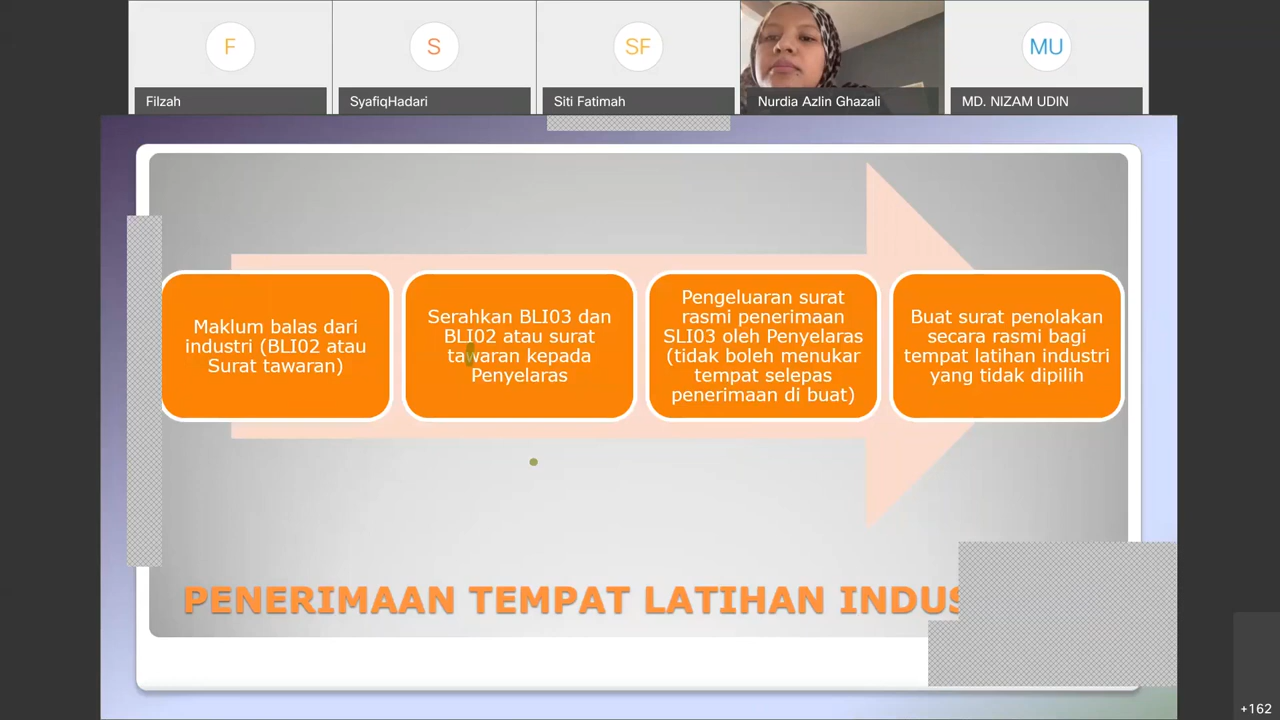 F
S
SF
MU
Filzah
SyafiqHadari
Siti Fatimah
Nurdia Azlin Ghazali
MD. NIZAM UDIN
Maklum balas dari
industri (BLI02 atau
Surat tawaran)
Serahkan BLI03 dan
BLI02 atau surat
tawaran kepada
Penyelaras
Pengeluaran surat
rasmi penerimaan
SLI03 oleh Penyelaras
(tidak boleh menukar
tempat selepas
penerimaan di buat)
Buat surat penolakan
secara rasmi bagi
tempat latihan industri
yang tidak dipilih
PENERIMAAN TEMPAT LATIHAN INDUS
+162